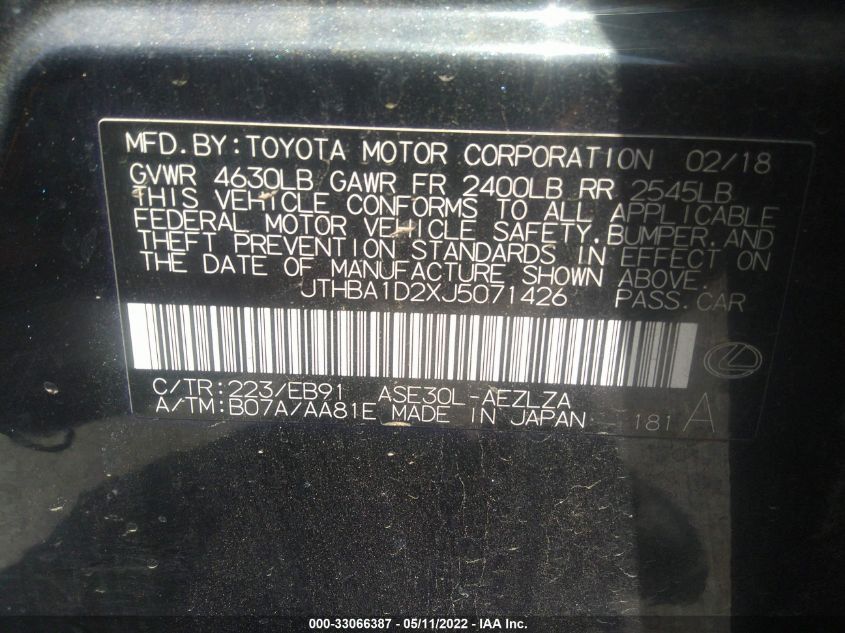 MFD.BY:TOYOTA MOTOR CORPORATION 02/18
GVWR 4630LB GAWR FR 2400LB RR 2545LB
THIS VEHICLE CONFORMS TO ALL APPLICABLE
FEDERAL MOTOR VEHICLE SAFETY,BUMPER,AND
THEFT PREVENTION STANDARDS IN EFFECT ON
THE DATE OF MANUFACTURE SHOWN ABOVE.
JTHBA1D2XJ5071426 PASS.CAR
C/TR:223/EB91 ASE30L-AEZLZA
A/TM:B07A/AA81E MADE IN JAPAN 181 A
000-33066387 - 05/11/2022 - IAA Inc.